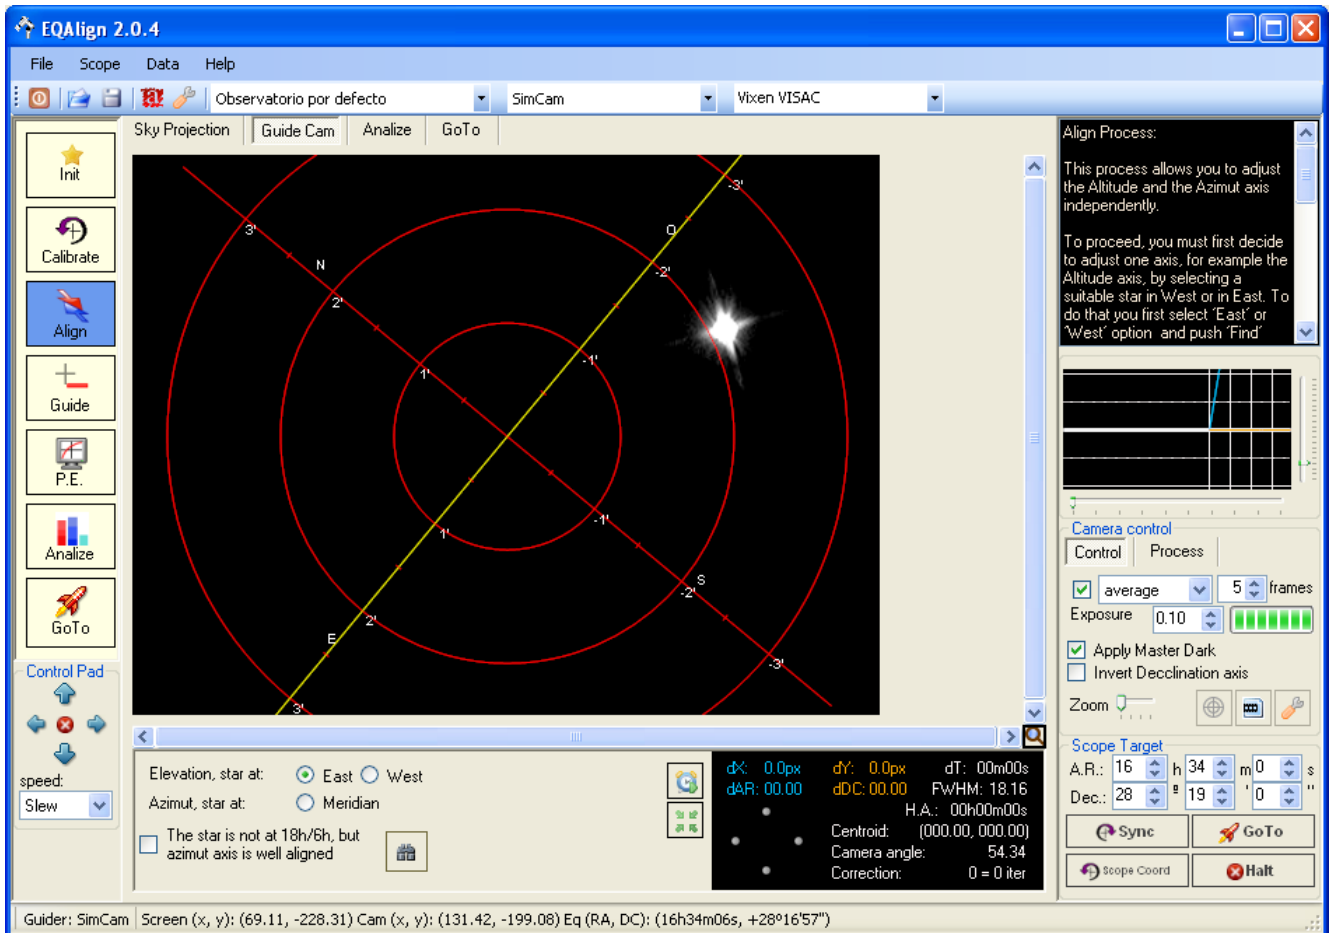 EQAlign 2.0.4
File Scope Data Help
Observatorio por defecto SimCam Vixen VISAC
Sky Projection Guide Cam Analize GoTo
Init
Calibrate
Align
Guide
P.E.
Analize
GoTo
Control Pad
speed:
Slew
-3'
3' O
N -2'
2'
-1'
1'
-1'
1'
S
-2'
2'
E
-3'
3'
Elevation, star at: East West
Azimut, star at: Meridian
The star is not at 18h/6h, but
azimut axis is well aligned
dX: 0.0px dY: 0.0px dT: 00m00s
dAR: 00.00 dDC: 00.00 FWHM: 18.16
H.A.: 00h00m00s
Centroid: (000.00, 000.00)
Camera angle: 54.34
Correction: 0 = 0 iter
Align Process:
This process allows you to adjust
the Altitude and the Azimut axis
independently.
To proceed, you must first decide
to adjust one axis, for example the
Altitude axis, by selecting a
suitable star in West or in East. To
do that you first select ´East´ or
´West´ option and push ´Find´
Camera control
Control Process
average 5 frames
Exposure 0.10
Apply Master Dark
Invert Decclination axis
Zoom
Scope Target
A.R.: 16 h 34 m 0 s
Dec.: 28 º 19 ' 0 "
Sync GoTo
Scope Coord Halt
Guider: SimCam Screen (x, y): (69.11, -228.31) Cam (x, y): (131.42, -199.08) Eq (RA, DC): (16h34m06s, +28º16'57")